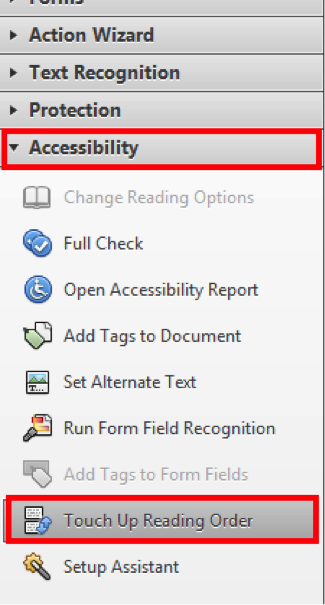 Forms
Action Wizard
Text Recognition
Protection
Accessibility
Change Reading Options
Full Check
Open Accessibility Report
Add Tags to Document
Set Alternate Text
Run Form Field Recognition
Add Tags to Form Fields
Touch Up Reading Order
Setup Assistant